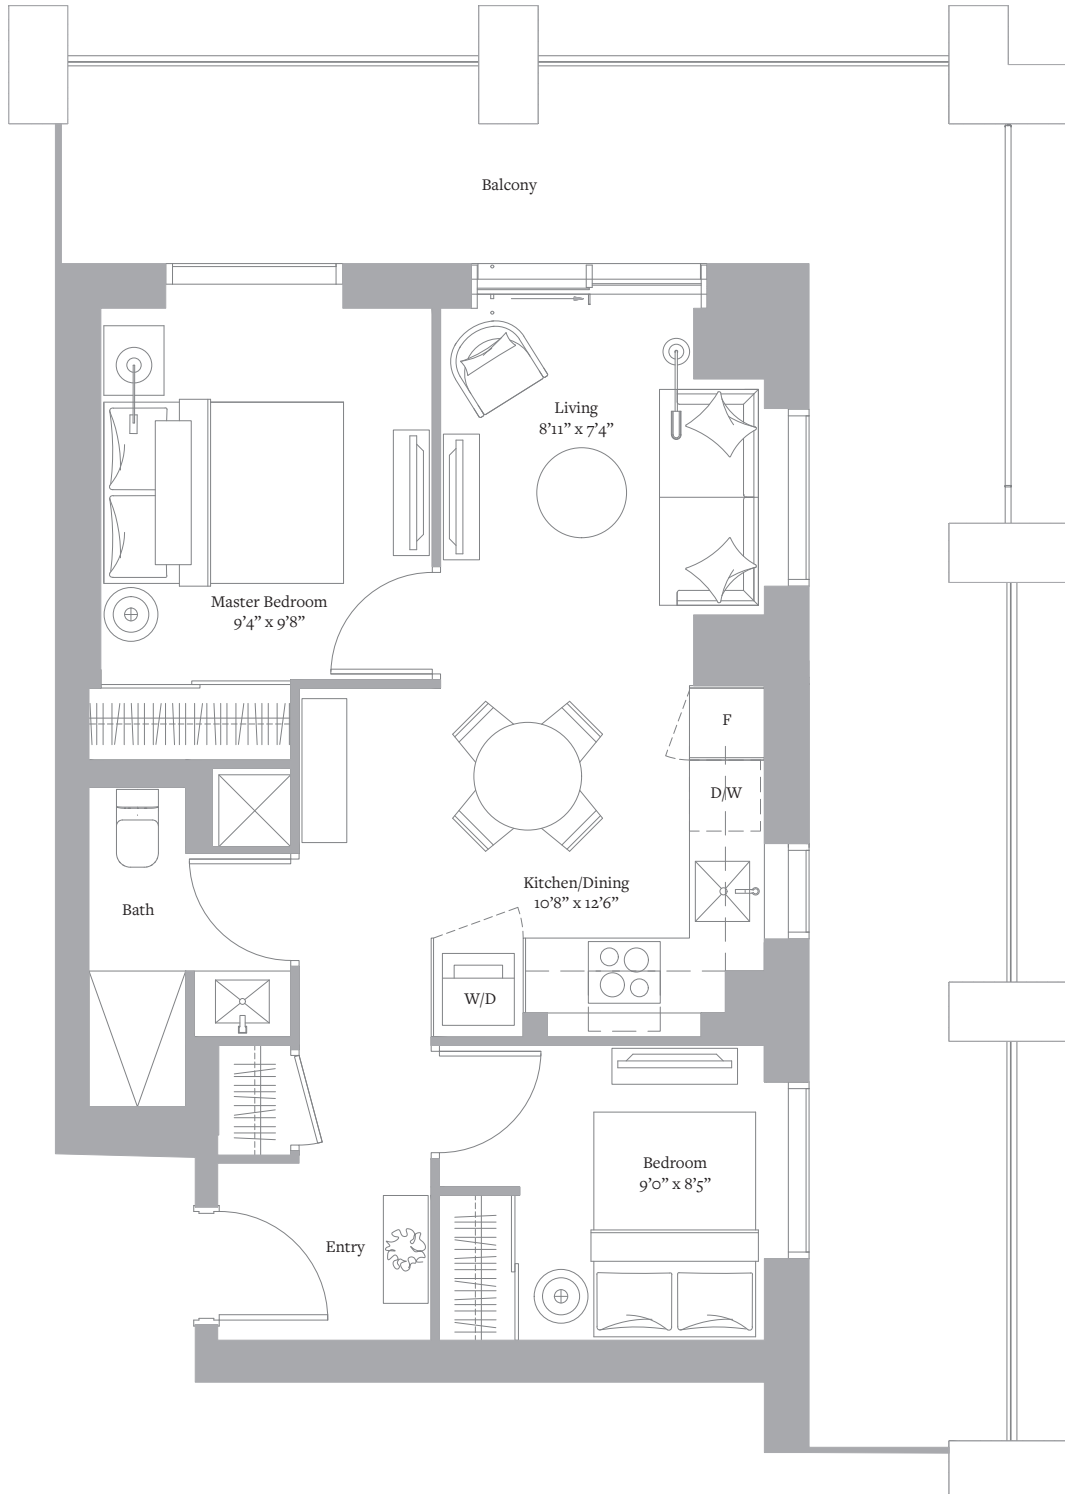 Balcony
Living
8’11” x 7’4”
Master Bedroom
9’4” x 9’8”
F
D/W
Kitchen/Dining
10’8” x 12’6”
Bath
W/D
Bedroom
9’0” x 8’5”
Entry